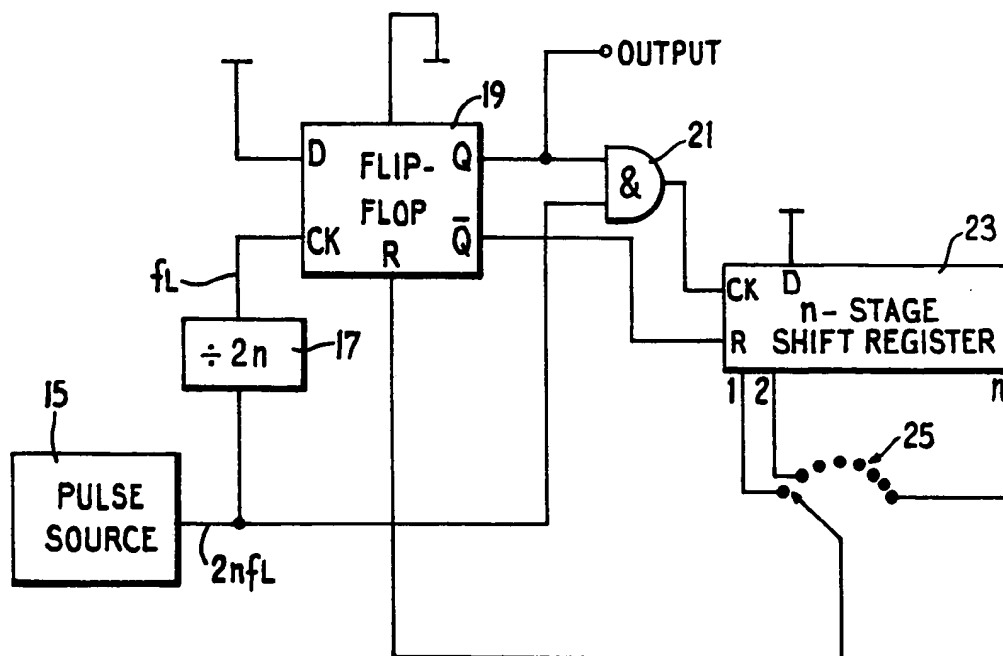 OUTPUT
19
21
D
FLIP-
FLOP
Q
&
CK
R
Q̅
23
fL
CK
D
n- STAGE
SHIFT REGISTER
R
÷ 2n
17
1
2
n
15
25
PULSE
SOURCE
2nfL